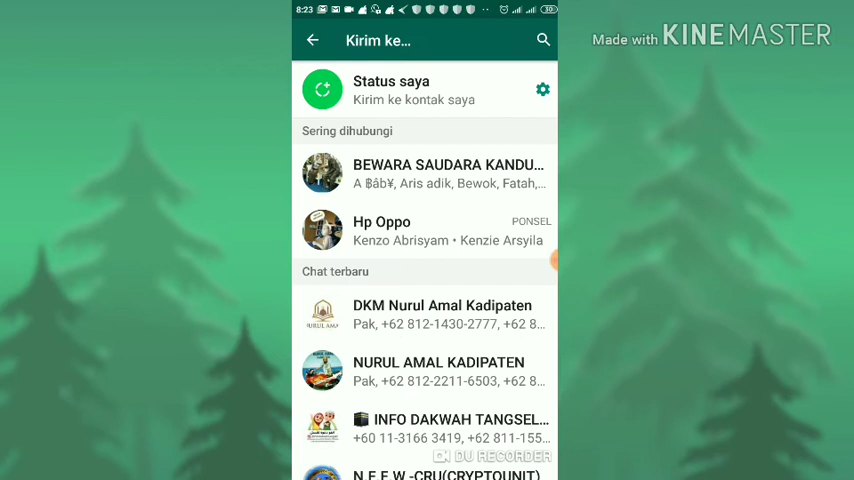 8:23
30
Made with KINEMASTER
Kirim ke...
Status saya
Kirim ke kontak saya
Sering dihubungi
BEWARA SAUDARA KANDU...
A ฿âb¥, Aris adik, Bewok, Fatah,...
Hp Oppo
PONSEL
Kenzo Abrisyam • Kenzie Arsyila
Chat terbaru
DKM Nurul Amal Kadipaten
Pak, +62 812-1430-2777, +62 8...
NURUL AMAL KADIPATEN
Pak, +62 812-2211-6503, +62 8...
INFO DAKWAH TANGSEL...
+60 11-3166 3419, +62 811-155...
DU RECORDER
N.E.E.W -CRU(CRYPTOUNIT)